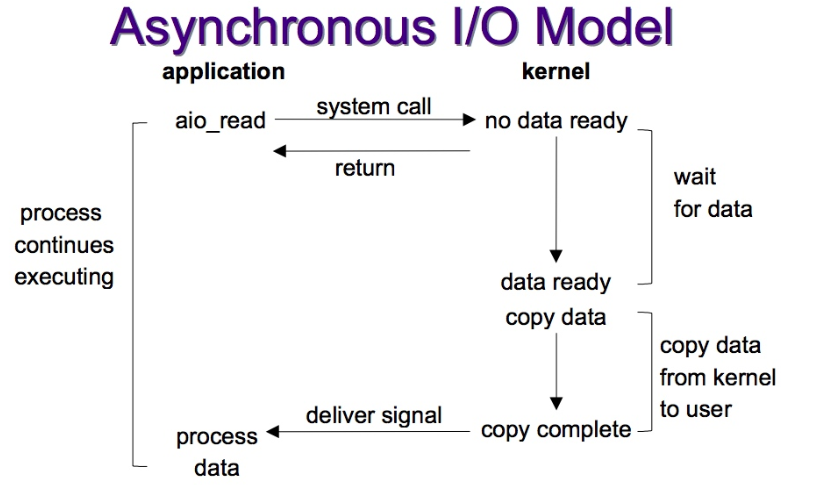 Asynchronous I/O Model
application
kernel
aio_read
system call
no data ready
return
wait
for data
process
continues
executing
data ready
copy data
copy data
from kernel
to user
deliver signal
copy complete
process
data